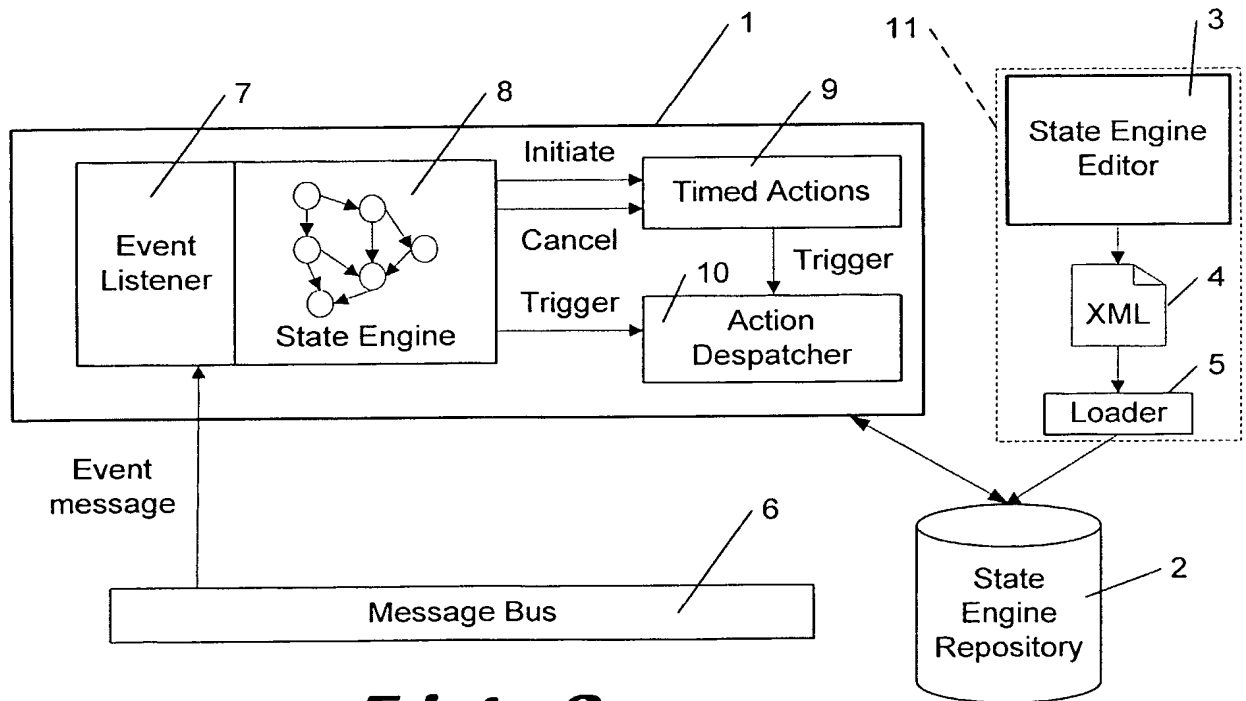 1
11
3
7
8
9
State Engine
Editor
Initiate
Timed Actions
Event
Listener
Cancel
Trigger
4
XML
Trigger
10
Action
Despatcher
State Engine
5
Loader
Event
message
6
Message Bus
State
Engine
Repository
2